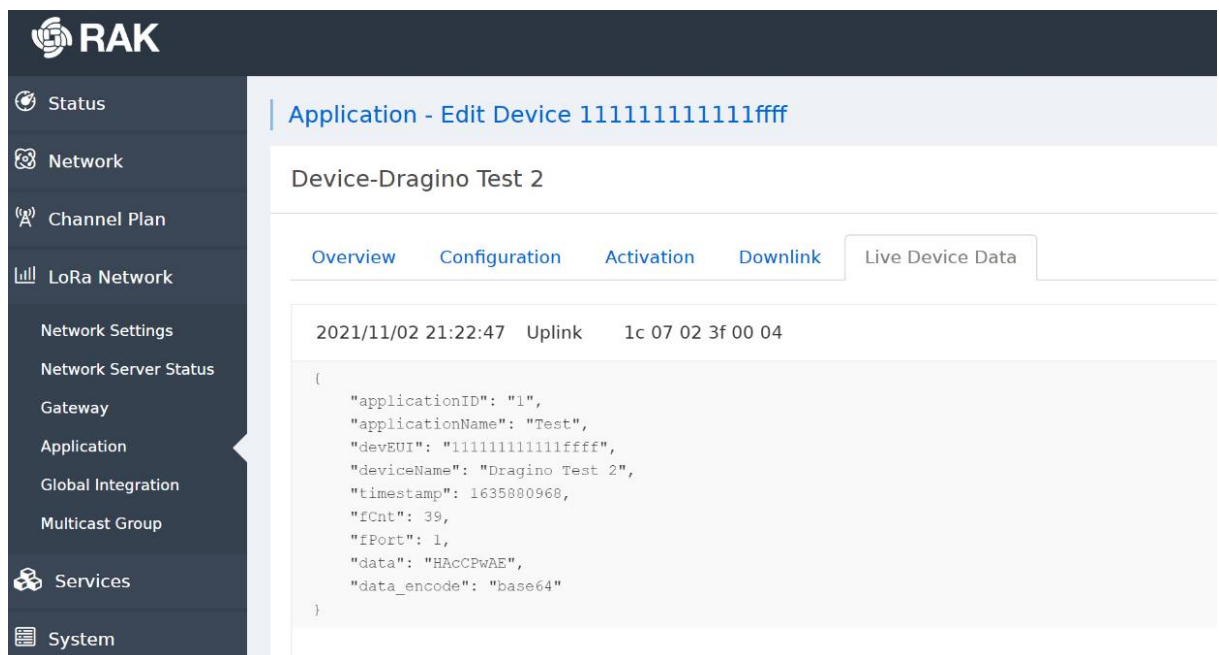 RAK
Status
Network
Channel Plan
LoRa Network
Network Settings
Network Server Status
Gateway
Application
Global Integration
Multicast Group
Services
System
Application - Edit Device 111111111111ffff
Device-Dragino Test 2
Overview Configuration Activation Downlink Live Device Data
2021/11/02 21:22:47 Uplink 1c 07 02 3f 00 04
{
"applicationID": "1",
"applicationName": "Test",
"devEUI": "111111111111ffff",
"deviceName": "Dragino Test 2",
"timestamp": 1635880968,
"fCnt": 39,
"fPort": 1,
"data": "HAcCPwAE",
"data_encode": "base64"
}